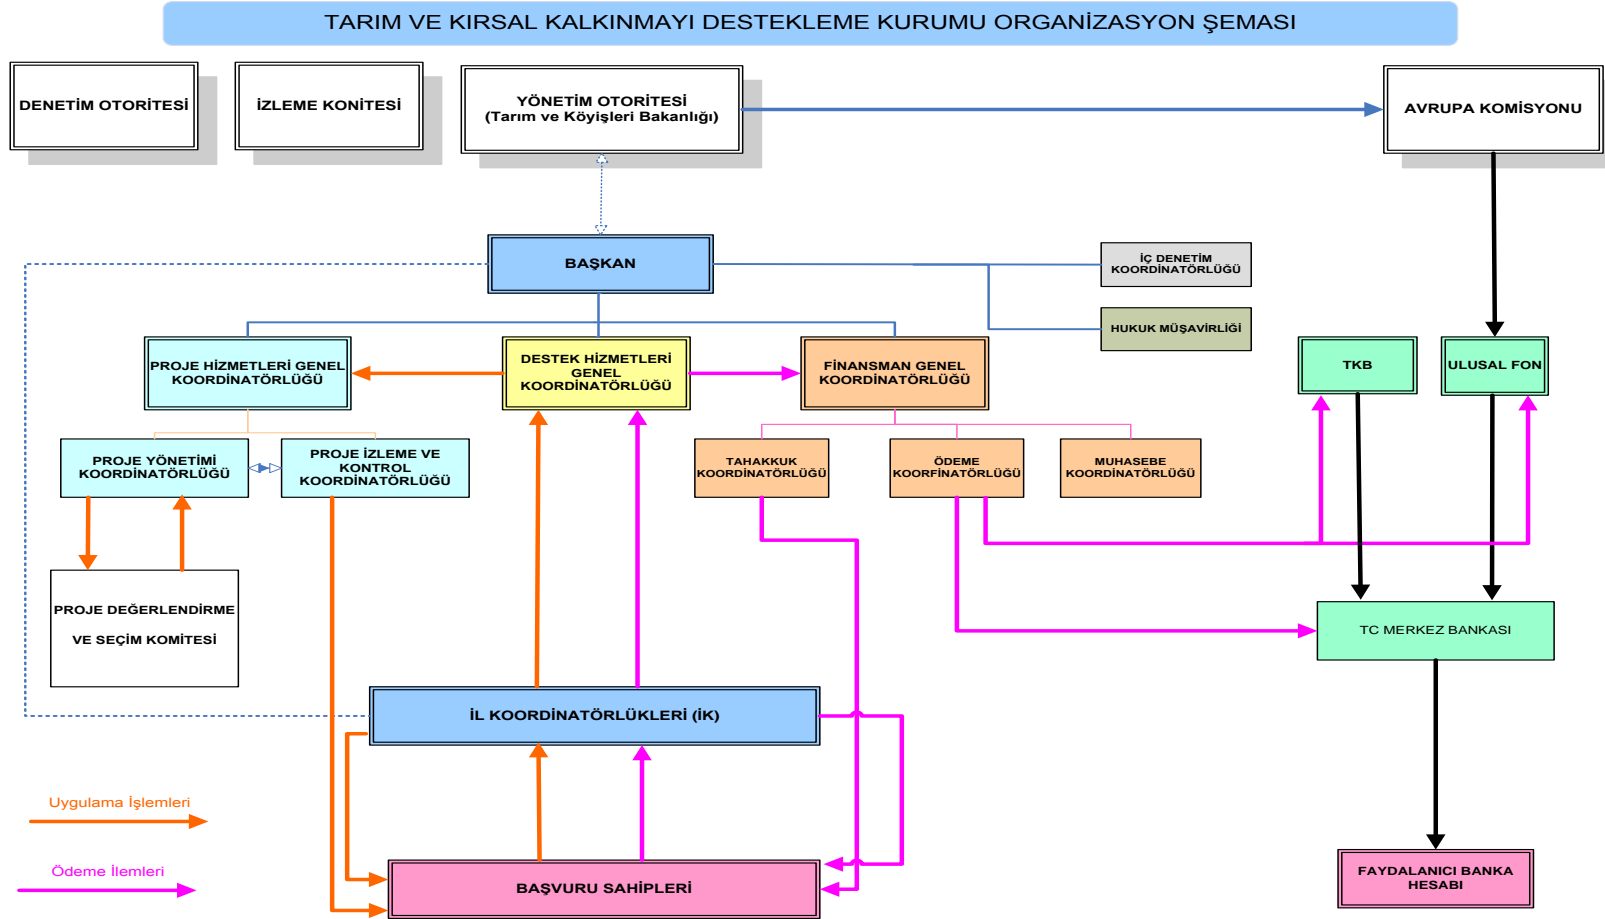 TARIM VE KIRSAL KALKINMAYI DESTEKLEME KURUMU ORGANİZASYON ŞEMASI
DENETİM OTORİTESİ
İZLEME KONİTESİ
YÖNETİM OTORİTESİ
(Tarım ve Köyişleri Bakanlığı)
AVRUPA KOMİSYONU
BAŞKAN
İÇ DENETİM
KOORDİNATÖRLÜĞÜ
HUKUK MÜŞAVİRLİĞİ
PROJE HİZMETLERİ GENEL
KOORDİNATÖRLÜĞÜ
DESTEK HİZMETLERİ
GENEL
KOORDİNATÖRLÜĞÜ
FİNANSMAN GENEL
KOORDİNATÖRLÜĞÜ
TKB
ULUSAL FON
PROJE YÖNETİMİ
KOORDİNATÖRLÜĞÜ
PROJE İZLEME VE
KONTROL
KOORDİNATÖRLÜĞÜ
TAHAKKUK
KOORDİNATÖRLÜĞÜ
ÖDEME
KOORFİNATÖRLÜĞÜ
MUHASEBE
KOORDİNATÖRLÜĞÜ
PROJE DEĞERLENDİRME
VE SEÇİM KOMİTESİ
TC MERKEZ BANKASI
İL KOORDİNATÖRLÜKLERİ (İK)
Uygulama İşlemleri
Ödeme İlemleri
BAŞVURU SAHİPLERİ
FAYDALANICI BANKA
HESABI